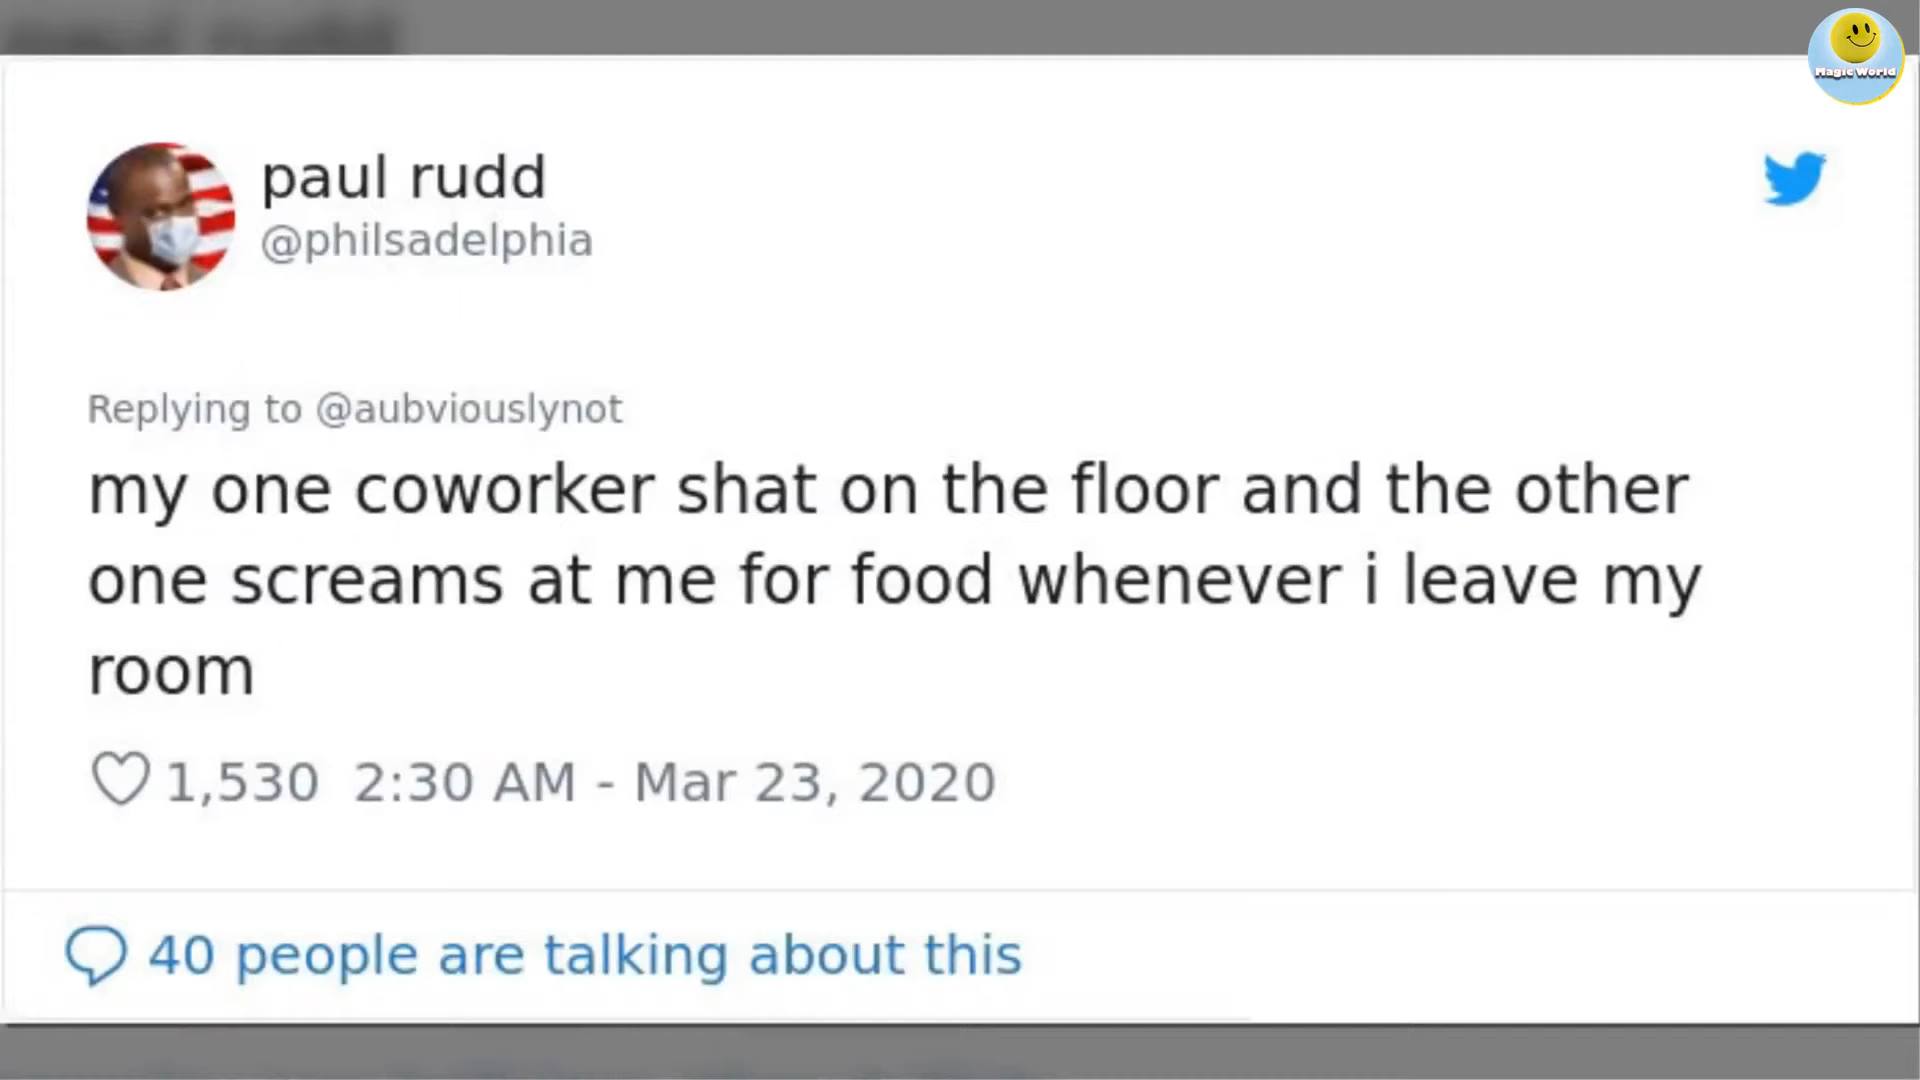 Magic World
paul rudd
@philsadelphia
Replying to @aubviouslynot
my one coworker shat on the floor and the other
one screams at me for food whenever i leave my
room
1,530 2:30 AM - Mar 23, 2020
40 people are talking about this